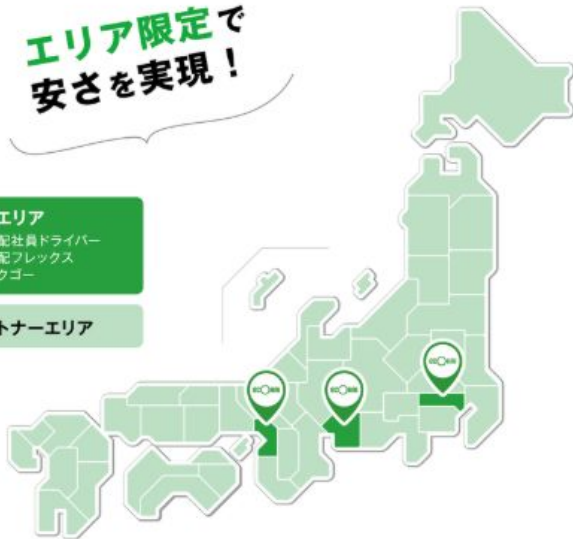 エリア限定で
安さを実現！
エリア
配社員ドライバー
配フレックス
クゴー
トナーエリア